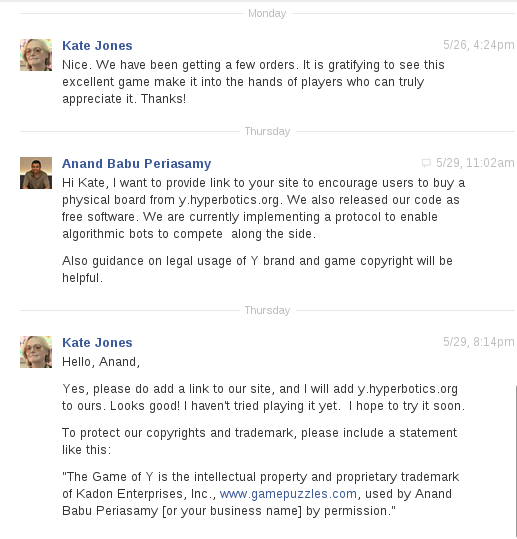 Monday
Kate Jones 5/26, 4:24pm
Nice. We have been getting a few orders. It is gratifying to see this
excellent game make it into the hands of players who can truly
appreciate it. Thanks!
Thursday
Anand Babu Periasamy 5/29, 11:02am
Hi Kate, I want to provide link to your site to encourage users to buy a
physical board from y.hyperbotics.org. We also released our code as
free software. We are currently implementing a protocol to enable
algorithmic bots to compete along the side.
Also guidance on legal usage of Y brand and game copyright will be
helpful.
Thursday
Kate Jones 5/29, 8:14pm
Hello, Anand,
Yes, please do add a link to our site, and I will add y.hyperbotics.org
to ours. Looks good! I haven't tried playing it yet. I hope to try it soon.
To protect our copyrights and trademark, please include a statement
like this:
"The Game of Y is the intellectual property and proprietary trademark
of Kadon Enterprises, Inc., www.gamepuzzles.com, used by Anand
Babu Periasamy [or your business name] by permission."